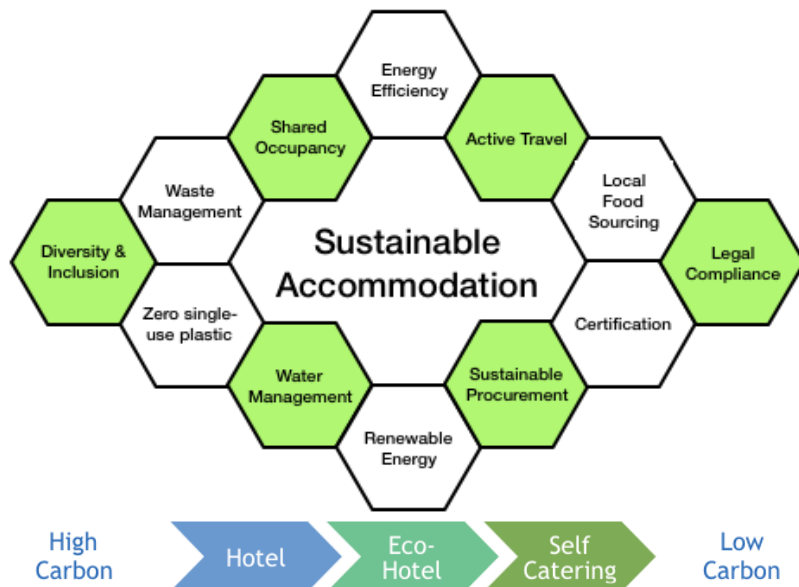 Energy
Efficiency
Shared
Occupancy
Active Travel
Waste
Management
Local
Food
Sourcing
Diversity &
Inclusion
Sustainable
Accommodation
Legal
Compliance
Zero single-
use plastic
Certification
Water
Management
Sustainable
Procurement
Renewable
Energy
High
Carbon
Hotel
Eco-
Hotel
Self
Catering
Low
Carbon